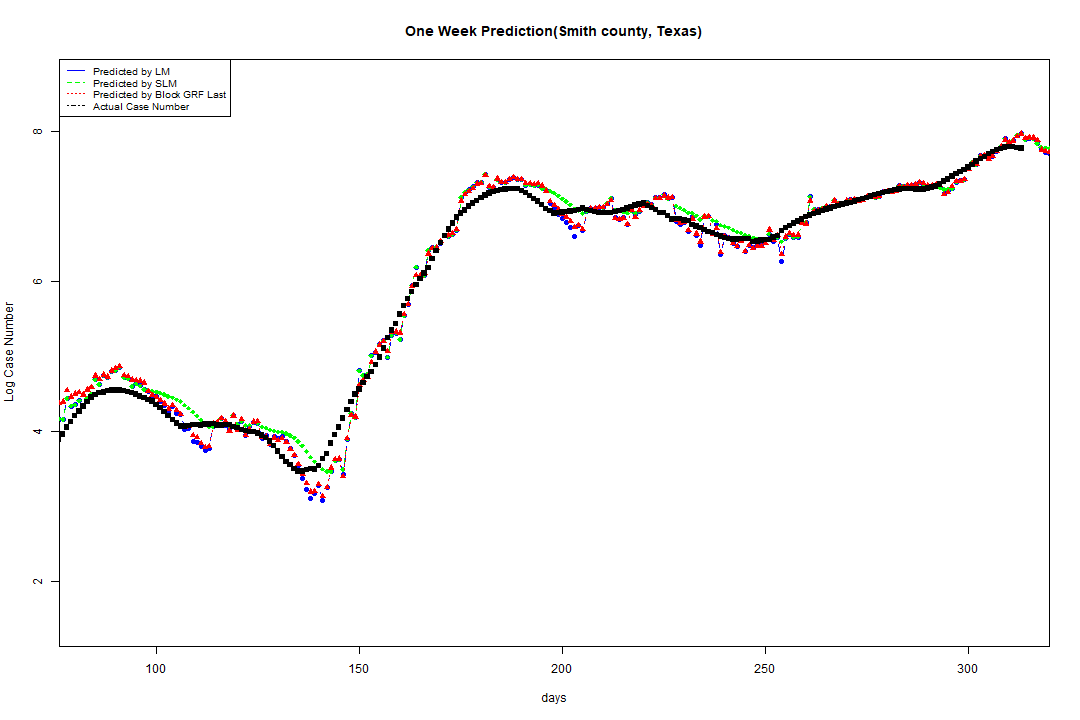 One Week Prediction(Smith county, Texas)
Predicted by LM
Predicted by SLM
Predicted by Block GRF Last
Actual Case Number
8
6
4
2
Log Case Number
100 150 200 250 300
days